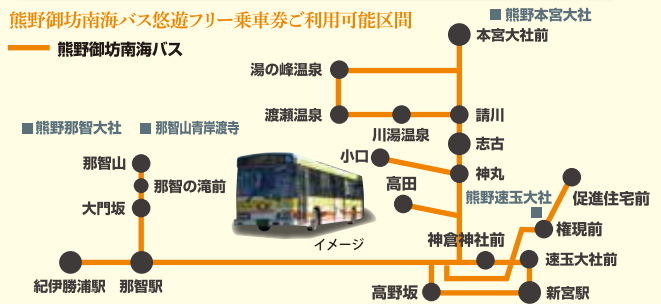 熊野御坊南海バス悠遊フリー乗車券ご利用可能区間
熊野御坊南海バス
■熊野本宮大社
本宮大社前
湯の峰温泉
渡瀬温泉
川湯温泉
請川
■熊野那智大社
■那智山青岸渡寺
志古
小口
神丸
那智山
那智の滝前
大門坂
高田
熊野速玉大社
■
促進住宅前
権現前
イメージ
神倉神社前
速玉大社前
紀伊勝浦駅
那智駅
高野坂
新宮駅